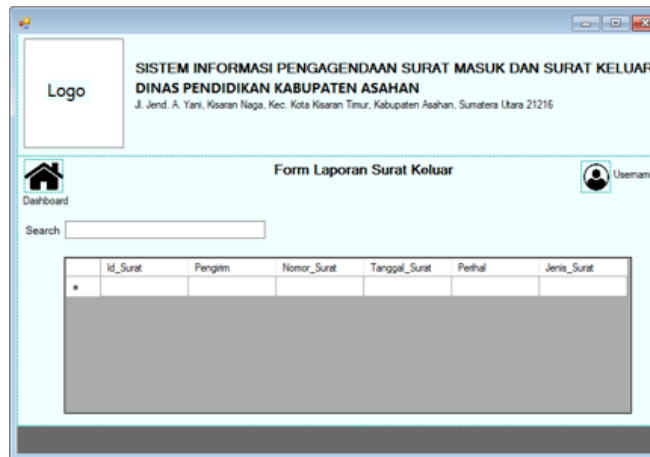 Logo
SISTEM INFORMASI PENGAGENDAAN SURAT MASUK DAN SURAT KELUAR
DINAS PENDIDIKAN KABUPATEN ASAHAN
Jl. Jend. A. Yani, Kisaran Naga, Kec. Kota Kisaran Timur, Kabupaten Asahan, Sumatera Utara 21216
Form Laporan Surat Keluar
Dashboard
Usernam
Search
Id_Surat Pengirim Nomor_Surat Tanggal_Surat Perihal Jenis_Surat